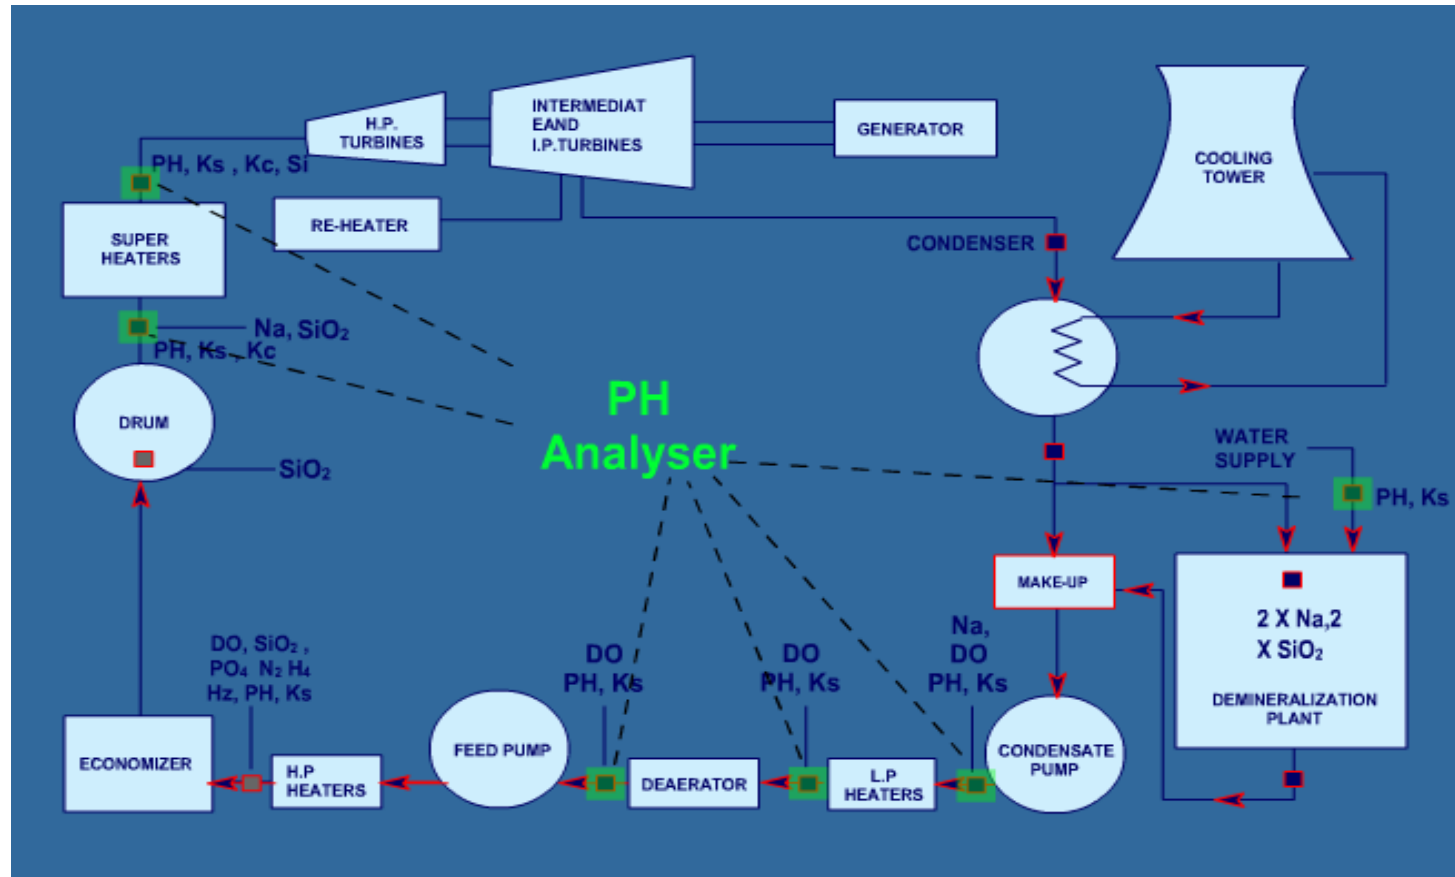 H.P.
TURBINES
INTERMEDIAT
EAND
I.P.TURBINES
GENERATOR
COOLING
TOWER
PH, Ks , Kc, Si
RE-HEATER
SUPER
HEATERS
CONDENSER
Na, SiO₂
PH, Ks , Kc
DRUM
SiO₂
PH
Analyser
WATER
SUPPLY
PH, Ks
MAKE-UP
2 X Na,2
X SiO₂
DEMINERALIZATION
PLANT
DO, SiO₂ ,
PO₄ N₂ H₄
Hz, PH, Ks
DO
PH, Ks
DO
PH, Ks
Na,
DO
PH, Ks
ECONOMIZER
H.P
HEATERS
FEED PUMP
DEAERATOR
L.P
HEATERS
CONDENSATE
PUMP